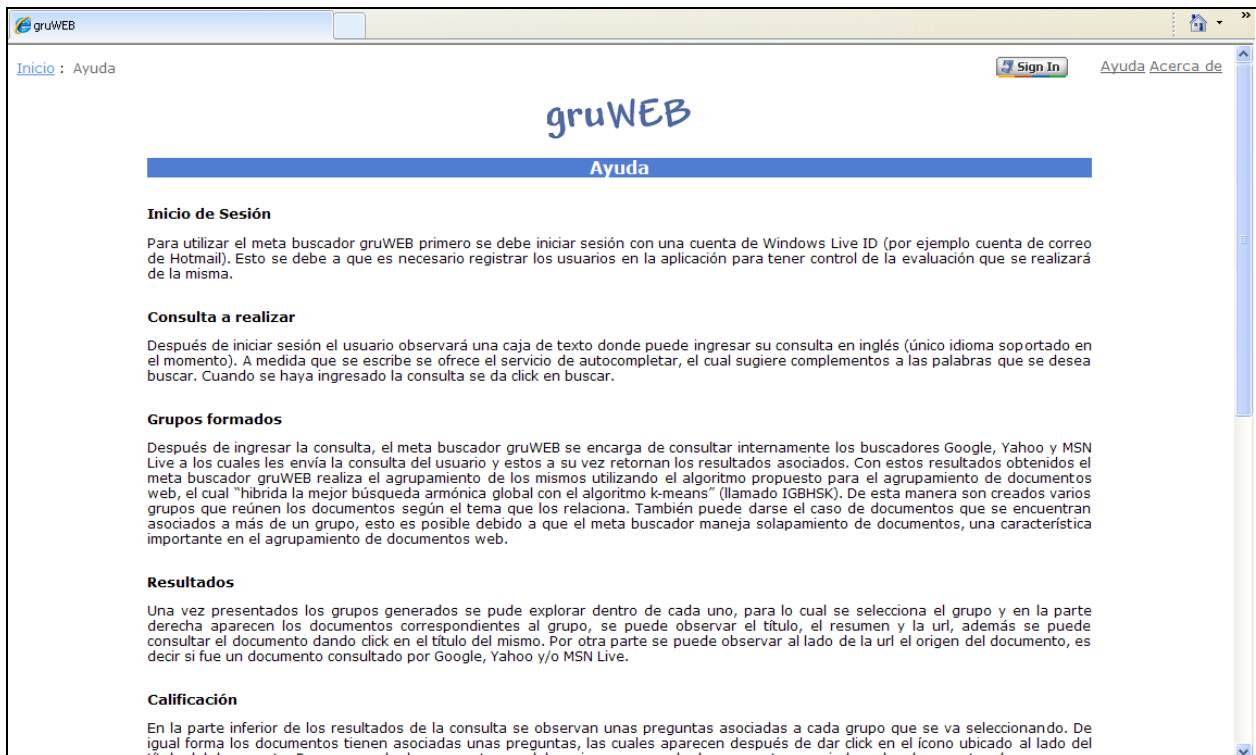 gruWEB
»
Inicio : Ayuda
Sign In
Ayuda Acerca de
gruWEB
Ayuda
Inicio de Sesión
Para utilizar el meta buscador gruWEB primero se debe iniciar sesión con una cuenta de Windows Live ID (por ejemplo cuenta de correo
de Hotmail). Esto se debe a que es necesario registrar los usuarios en la aplicación para tener control de la evaluación que se realizará
de la misma.
Consulta a realizar
Después de iniciar sesión el usuario observará una caja de texto donde puede ingresar su consulta en inglés (único idioma soportado en
el momento). A medida que se escribe se ofrece el servicio de autocompletar, el cual sugiere complementos a las palabras que se desea
buscar. Cuando se haya ingresado la consulta se da click en buscar.
Grupos formados
Después de ingresar la consulta, el meta buscador gruWEB se encarga de consultar internamente los buscadores Google, Yahoo y MSN
Live a los cuales les envía la consulta del usuario y estos a su vez retornan los resultados asociados. Con estos resultados obtenidos el
meta buscador gruWEB realiza el agrupamiento de los mismos utilizando el algoritmo propuesto para el agrupamiento de documentos
web, el cual "hibrida la mejor búsqueda armónica global con el algoritmo k-means" (llamado IGBHSK). De esta manera son creados varios
grupos que reúnen los documentos según el tema que los relaciona. También puede darse el caso de documentos que se encuentran
asociados a más de un grupo, esto es posible debido a que el meta buscador maneja solapamiento de documentos, una característica
importante en el agrupamiento de documentos web.
Resultados
Una vez presentados los grupos generados se pude explorar dentro de cada uno, para lo cual se selecciona el grupo y en la parte
derecha aparecen los documentos correspondientes al grupo, se puede observar el título, el resumen y la url, además se puede
consultar el documento dando click en el título del mismo. Por otra parte se puede observar al lado de la url el origen del documento, es
decir si fue un documento consultado por Google, Yahoo y/o MSN Live.
Calificación
En la parte inferior de los resultados de la consulta se observan unas preguntas asociadas a cada grupo que se va seleccionando. De
igual forma los documentos tienen asociadas unas preguntas, las cuales aparecen después de dar click en el ícono ubicado al lado del